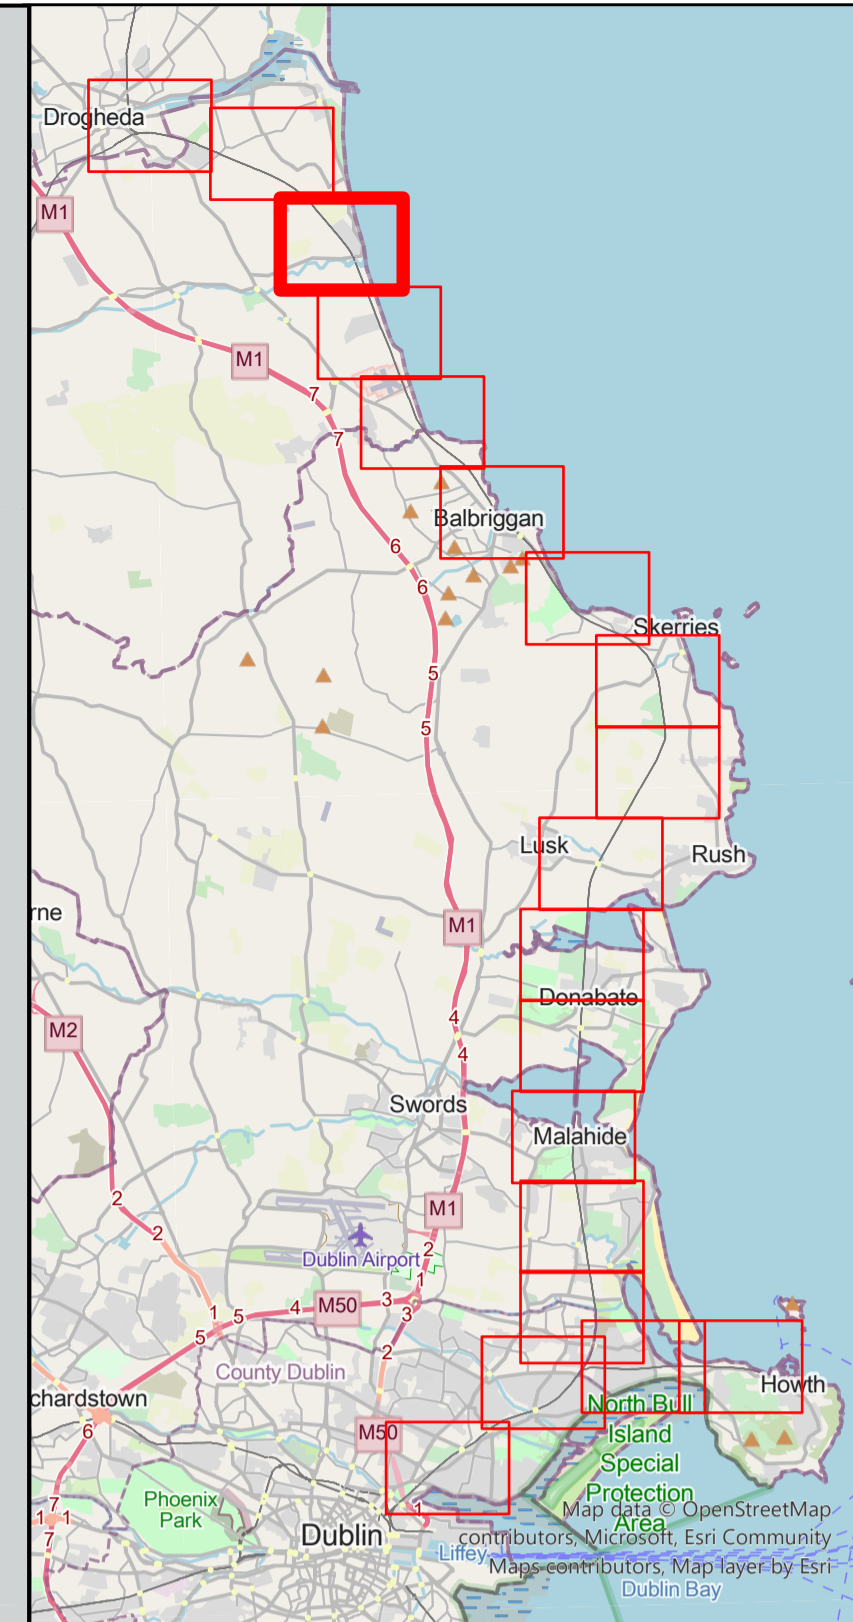 Drogheda
M1
M1
7
7
Balbriggan
6
6
Skerries
5
5
Lusk
Rush
rne
M1
Donabate
M2
4
4
Swords
Malahide
2
M1
2
Dublin Airport
2
1
3
M50
4
5
1
3
5
2
County Dublin
Howth
chardstown
North Bull
Island
Special
Protection
Area
6
M50
Phoenix
Park
7
1
1
7
1
Dublin
Liffey
Map data © OpenStreetMap
contributors, Microsoft, Esri Community
Maps contributors, Map layer by Esri
Dublin Bay